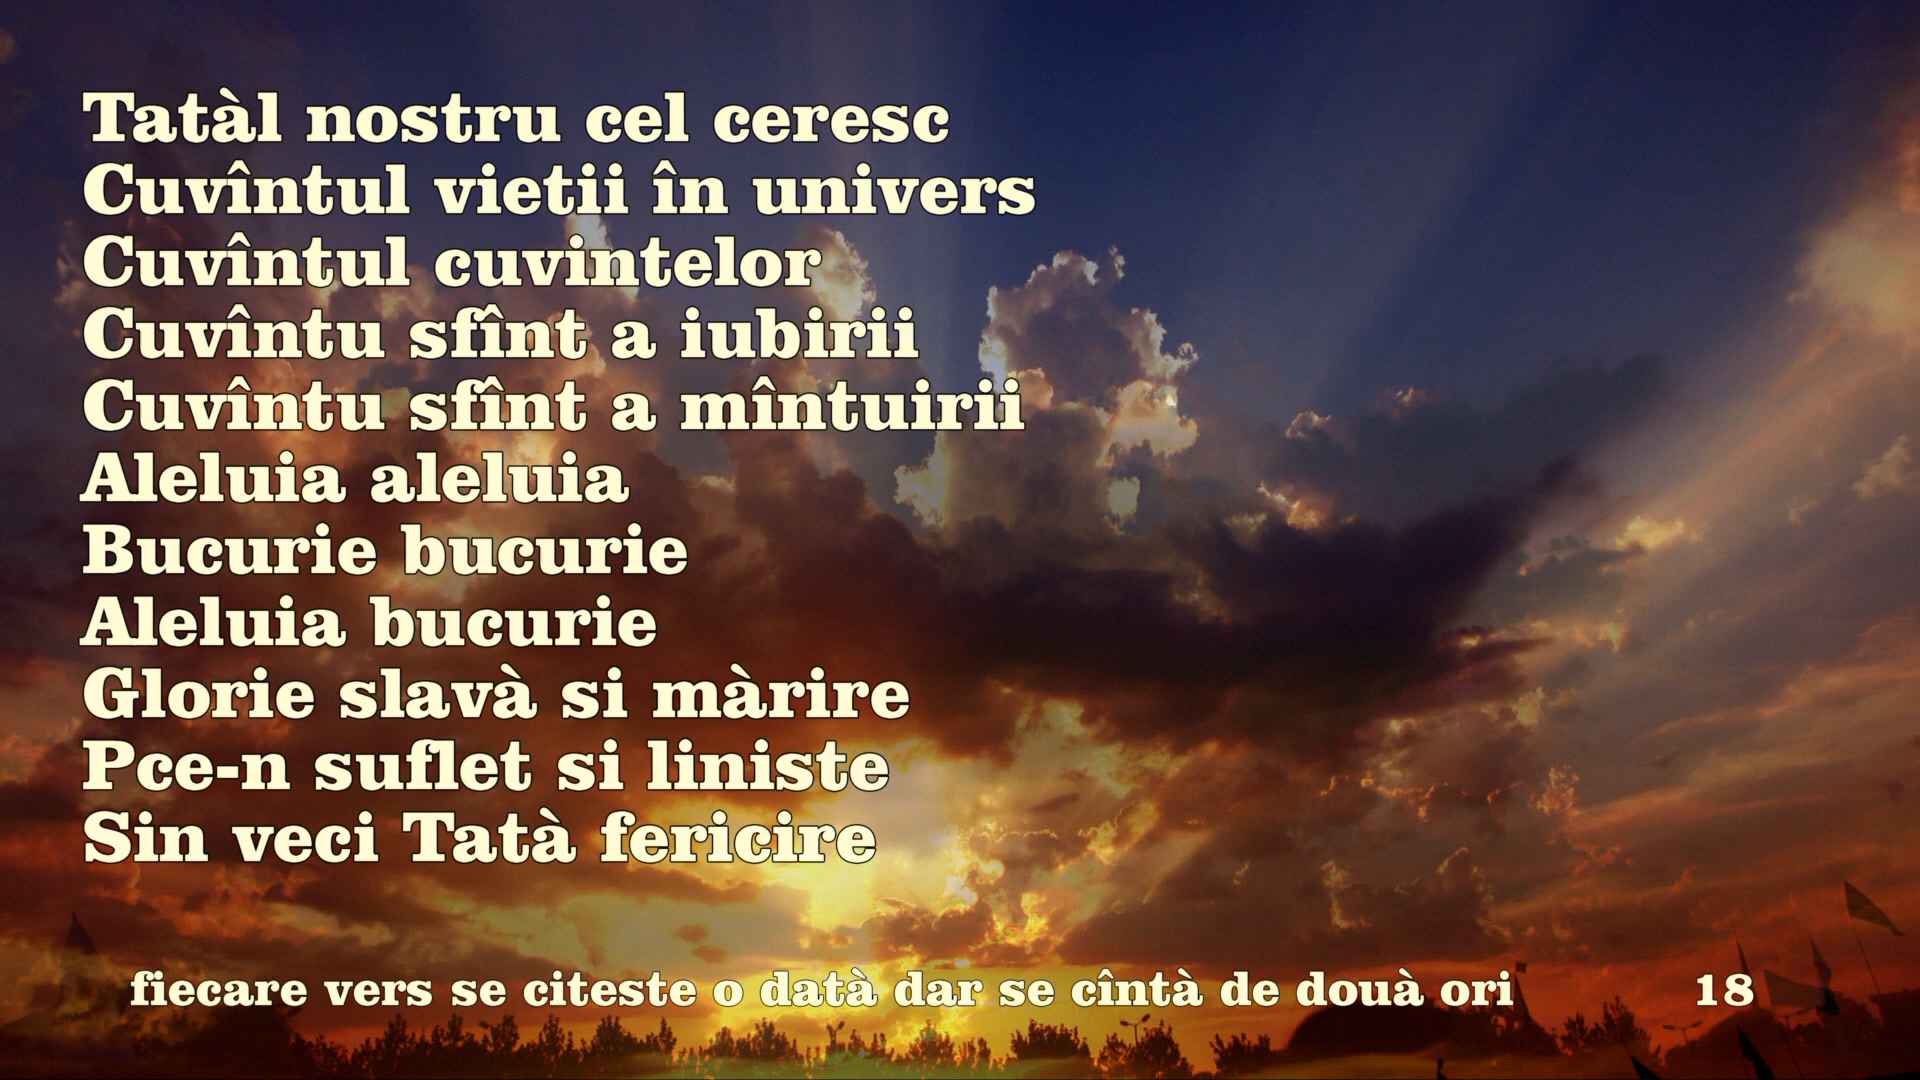 Tatàl nostru cel ceresc
Cuvîntul vietii în univers
Cuvîntul cuvintelor
Cuvîntu sfînt a iubirii
Cuvîntu sfînt a mîntuirii
Aleluia aleluia
Bucurie bucurie
Aleluia bucurie
Glorie slavà si màrire
Pce-n suflet si liniste
Sin veci Tatà fericire
fiecare vers se citeste o datà dar se cîntà de douà ori 18